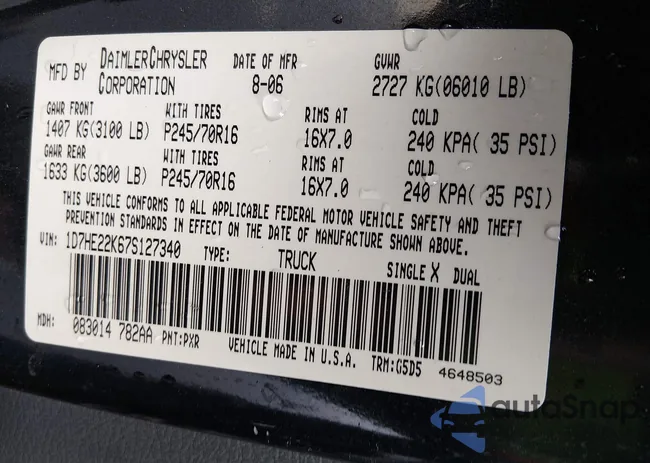 MFD BY DAIMLERCHRYSLER CORPORATION DATE OF MFR 8-06 GVWR 2727 KG(06010 LB)
GAWR FRONT WITH TIRES RIMS AT COLD
1407 KG(3100 LB) P245/70R16 16X7.0 240 KPA( 35 PSI)
GAWR REAR WITH TIRES RIMS AT COLD
1633 KG(3600 LB) P245/70R16 16X7.0 240 KPA( 35 PSI)
THIS VEHICLE CONFORMS TO ALL APPLICABLE FEDERAL MOTOR VEHICLE SAFETY AND THEFT
PREVENTION STANDARDS IN EFFECT ON THE DATE OF MANUFACTURE SHOWN ABOVE.
VIN: 1D7HE22K67S127340 TYPE: TRUCK SINGLE X DUAL
MDH: 083014 782AA PNT:PXR VEHICLE MADE IN U.S.A. TRM:G5D5 4648503
autoSnap